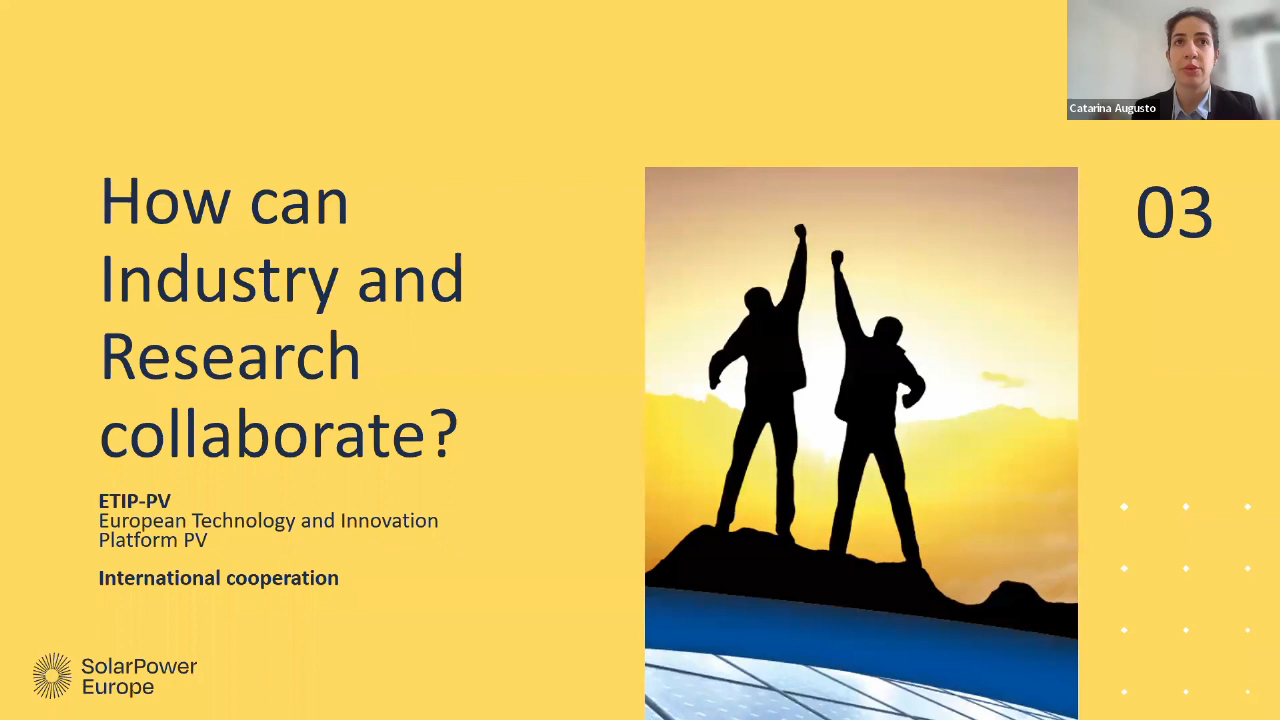 Catarina Augusto
How can
Industry and
Research
collaborate?
03
ETIP-PV
European Technology and Innovation
Platform PV
International cooperation
SolarPower
Europe